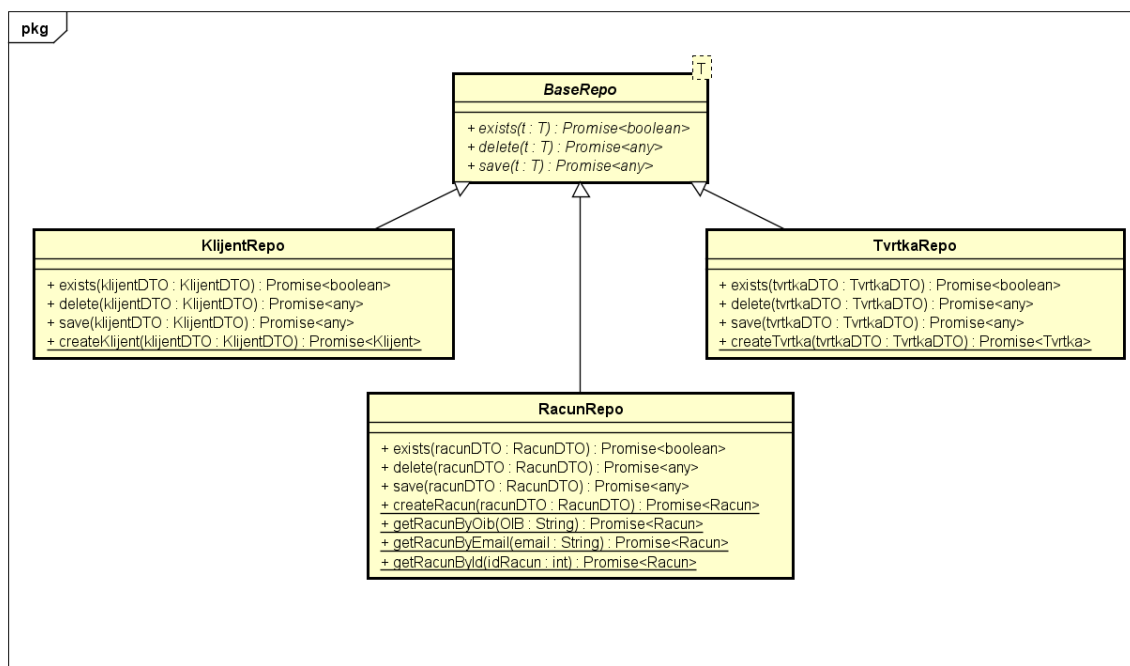 pkg
T
BaseRepo
+ exists(t : T) : Promise<boolean>
+ delete(t : T) : Promise<any>
+ save(t : T) : Promise<any>
KlijentRepo
+ exists(klijentDTO : KlijentDTO) : Promise<boolean>
+ delete(klijentDTO : KlijentDTO) : Promise<any>
+ save(klijentDTO : KlijentDTO) : Promise<any>
+ createKlijent(klijentDTO : KlijentDTO) : Promise<Klijent>
TvrtkaRepo
+ exists(tvrtkaDTO : TvrtkaDTO) : Promise<boolean>
+ delete(tvrtkaDTO : TvrtkaDTO) : Promise<any>
+ save(tvrtkaDTO : TvrtkaDTO) : Promise<any>
+ createTvrtka(tvrtkaDTO : TvrtkaDTO) : Promise<Tvrtka>
RacunRepo
+ exists(racunDTO : RacunDTO) : Promise<boolean>
+ delete(racunDTO : RacunDTO) : Promise<any>
+ save(racunDTO : RacunDTO) : Promise<any>
+ createRacun(racunDTO : RacunDTO) : Promise<Racun>
+ getRacunByOib(OIB : String) : Promise<Racun>
+ getRacunByEmail(email : String) : Promise<Racun>
+ getRacunById(idRacun : int) : Promise<Racun>